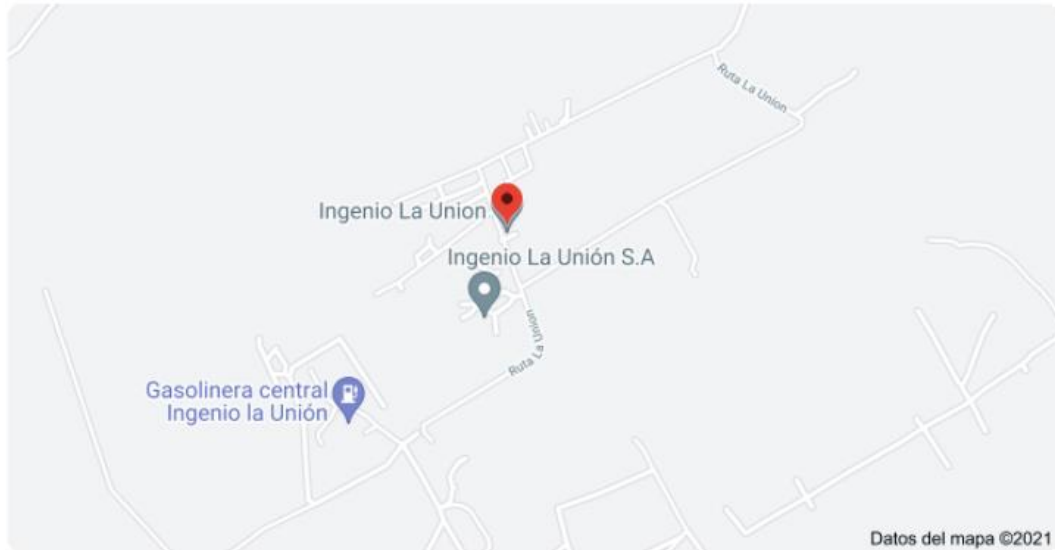 Ruta La Union
Ingenio La Union
Ingenio La Unión S.A
Ruta La Union
Gasolinera central
Ingenio la Unión
Datos del mapa ©2021